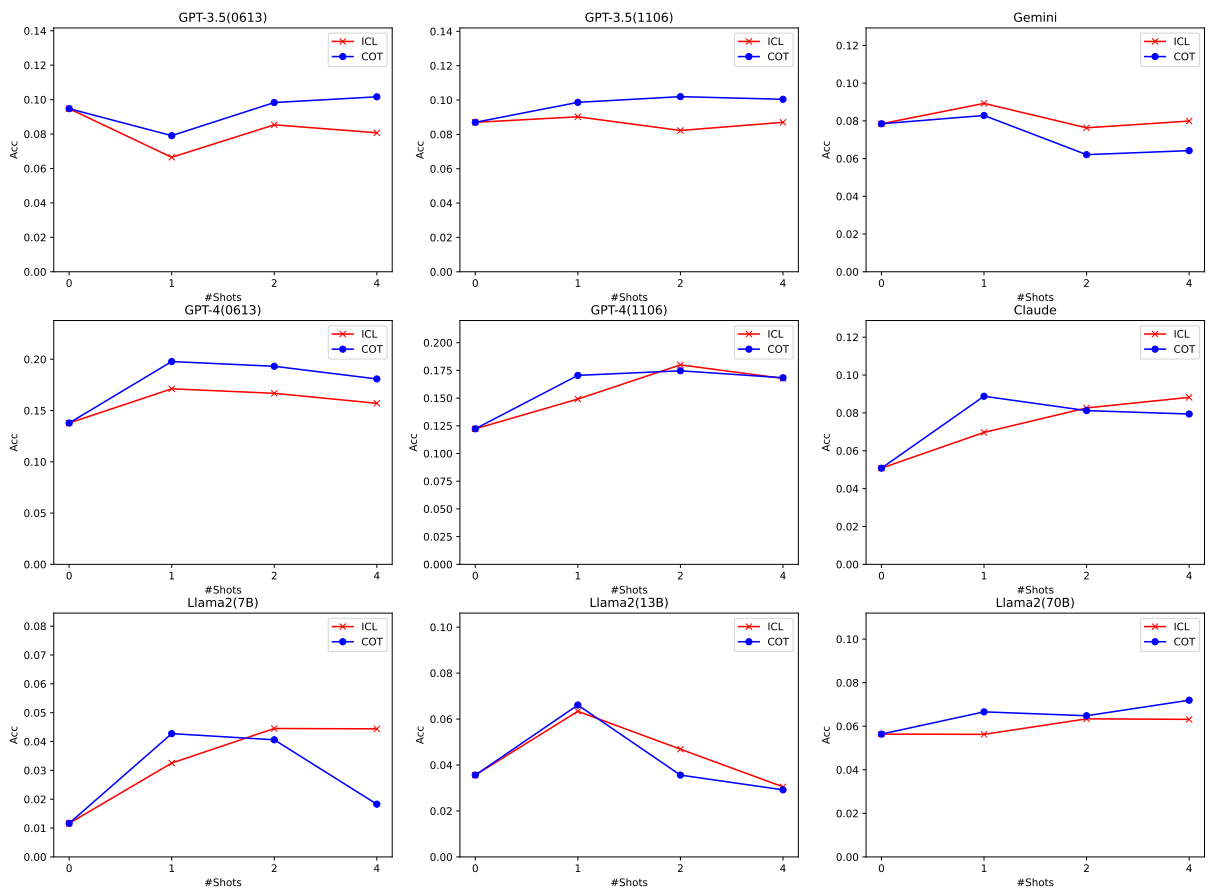 GPT-3.5(0613)
0.14
0.12
0.10
0.08
0.06
0.04
0.02
0.00
Acc
ICL
COT
0 1 2 4
#Shots
GPT-3.5(1106)
0.14
0.12
0.10
0.08
0.06
0.04
0.02
0.00
Acc
ICL
COT
0 1 2 4
#Shots
Gemini
0.12
0.10
0.08
0.06
0.04
0.02
0.00
Acc
ICL
COT
0 1 2 4
#Shots
GPT-4(0613)
0.20
0.15
0.10
0.05
0.00
Acc
ICL
COT
0 1 2 4
#Shots
GPT-4(1106)
0.200
0.175
0.150
0.125
0.100
0.075
0.050
0.025
0.000
Acc
ICL
COT
0 1 2 4
#Shots
Claude
0.12
0.10
0.08
0.06
0.04
0.02
0.00
Acc
ICL
COT
0 1 2 4
#Shots
Llama2(7B)
0.08
0.07
0.06
0.05
0.04
0.03
0.02
0.01
0.00
Acc
ICL
COT
0 1 2 4
#Shots
Llama2(13B)
0.10
0.08
0.06
0.04
0.02
0.00
Acc
ICL
COT
0 1 2 4
#Shots
Llama2(70B)
0.10
0.08
0.06
0.04
0.02
0.00
Acc
ICL
COT
0 1 2 4
#Shots